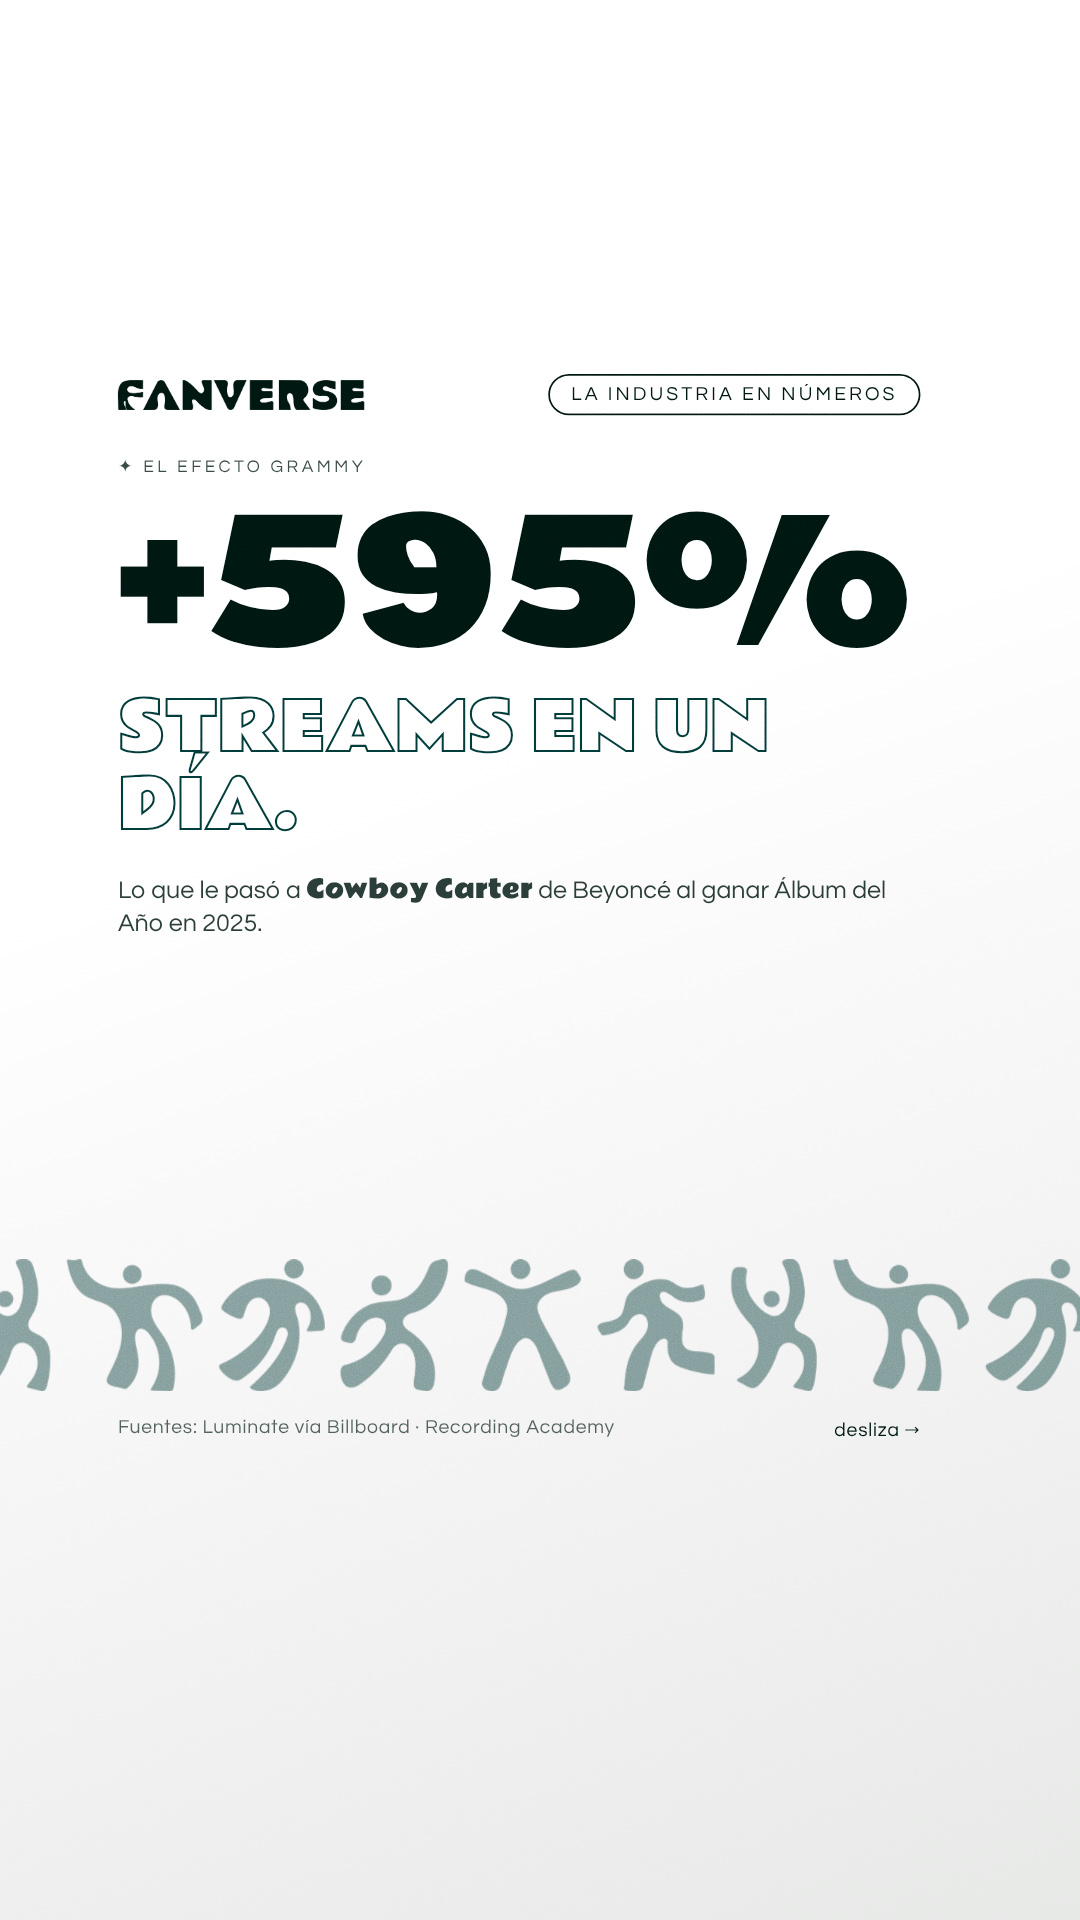 FANVERSE
LA INDUSTRIA EN NÚMEROS
✦ EL EFECTO GRAMMY
+595%
STREAMS EN UN
DÍA.
Lo que le pasó a Cowboy Carter de Beyoncé al ganar Álbum del
Año en 2025.
Fuentes: Luminate vía Billboard · Recording Academy
desliza →